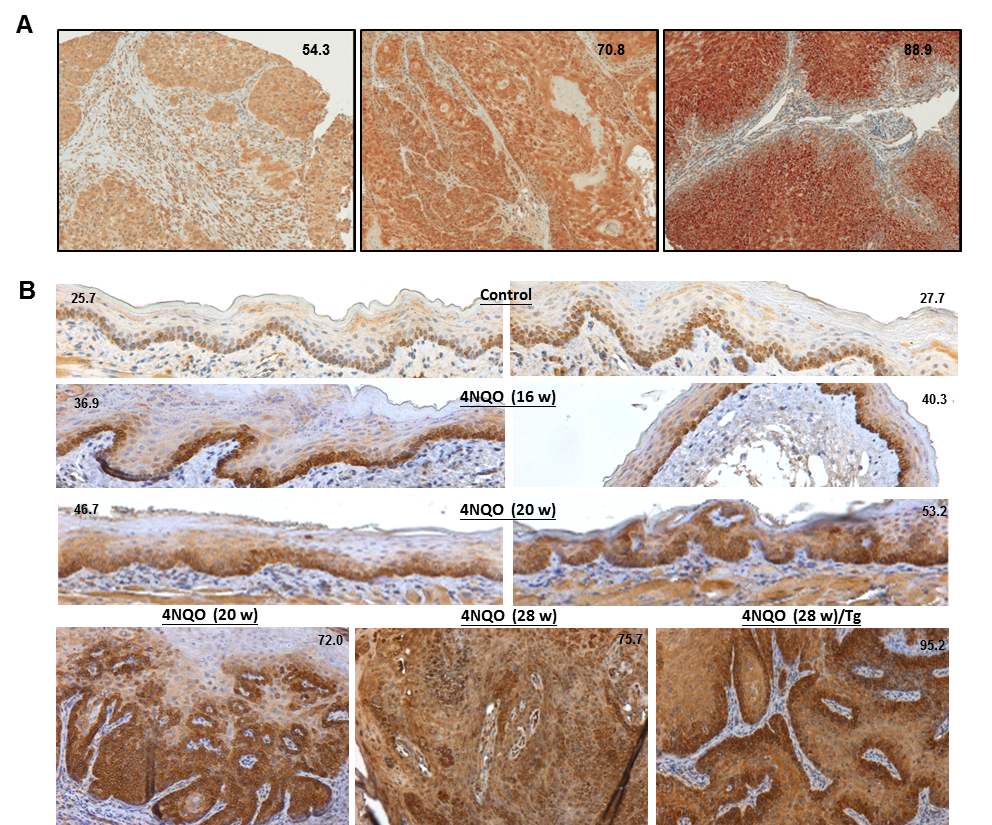 A
54.3
70.8
88.9
B
25.7
Control
27.7
36.9
4NQO (16 w)
40.3
46.7
4NQO (20 w)
53.2
4NQO (20 w)
4NQO (28 w)
4NQO (28 w)/Tg
72.0
75.7
95.2